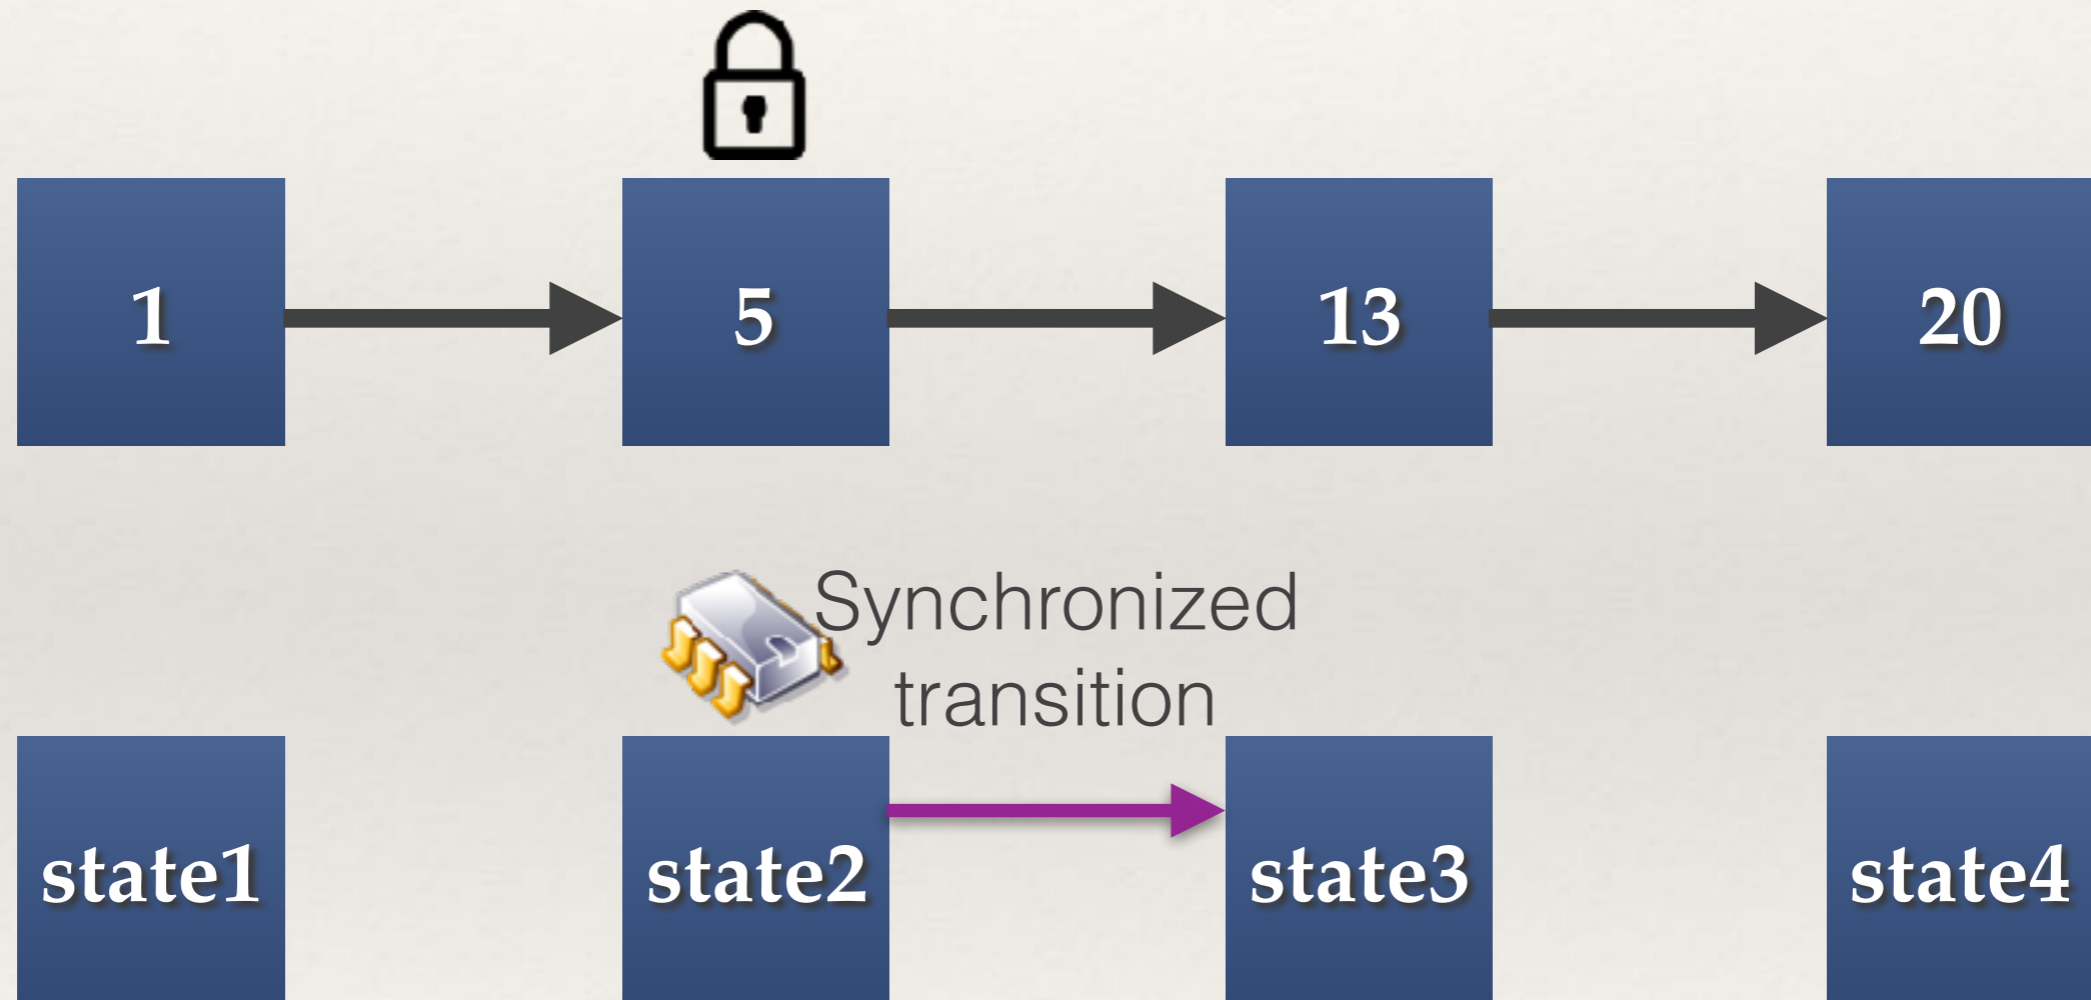 1
5
13
20
Synchronized
transition
state1
state2
state3
state4